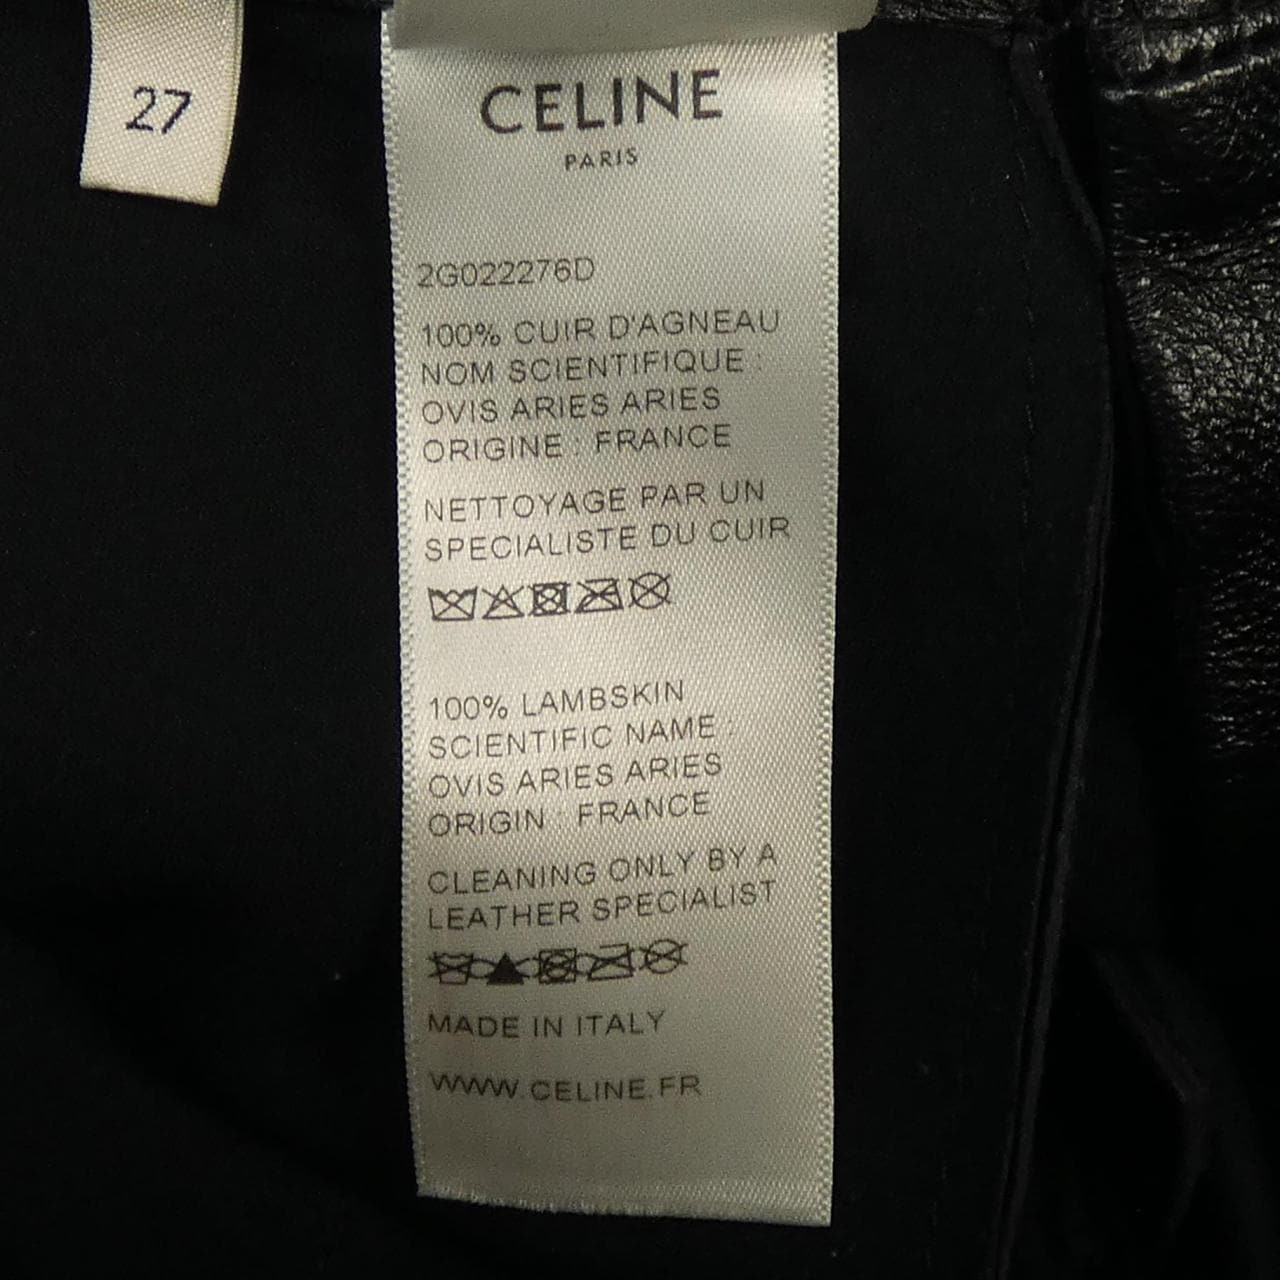 27
CELINE
PARIS
2G022276D
100% CUIR D'AGNEAU
NOM SCIENTIFIQUE :
OVIS ARIES ARIES
ORIGINE : FRANCE
NETTOYAGE PAR UN
SPECIALISTE DU CUIR
100% LAMBSKIN
SCIENTIFIC NAME :
OVIS ARIES ARIES
ORIGIN : FRANCE
CLEANING ONLY BY A
LEATHER SPECIALIST
MADE IN ITALY
WWW.CELINE.FR